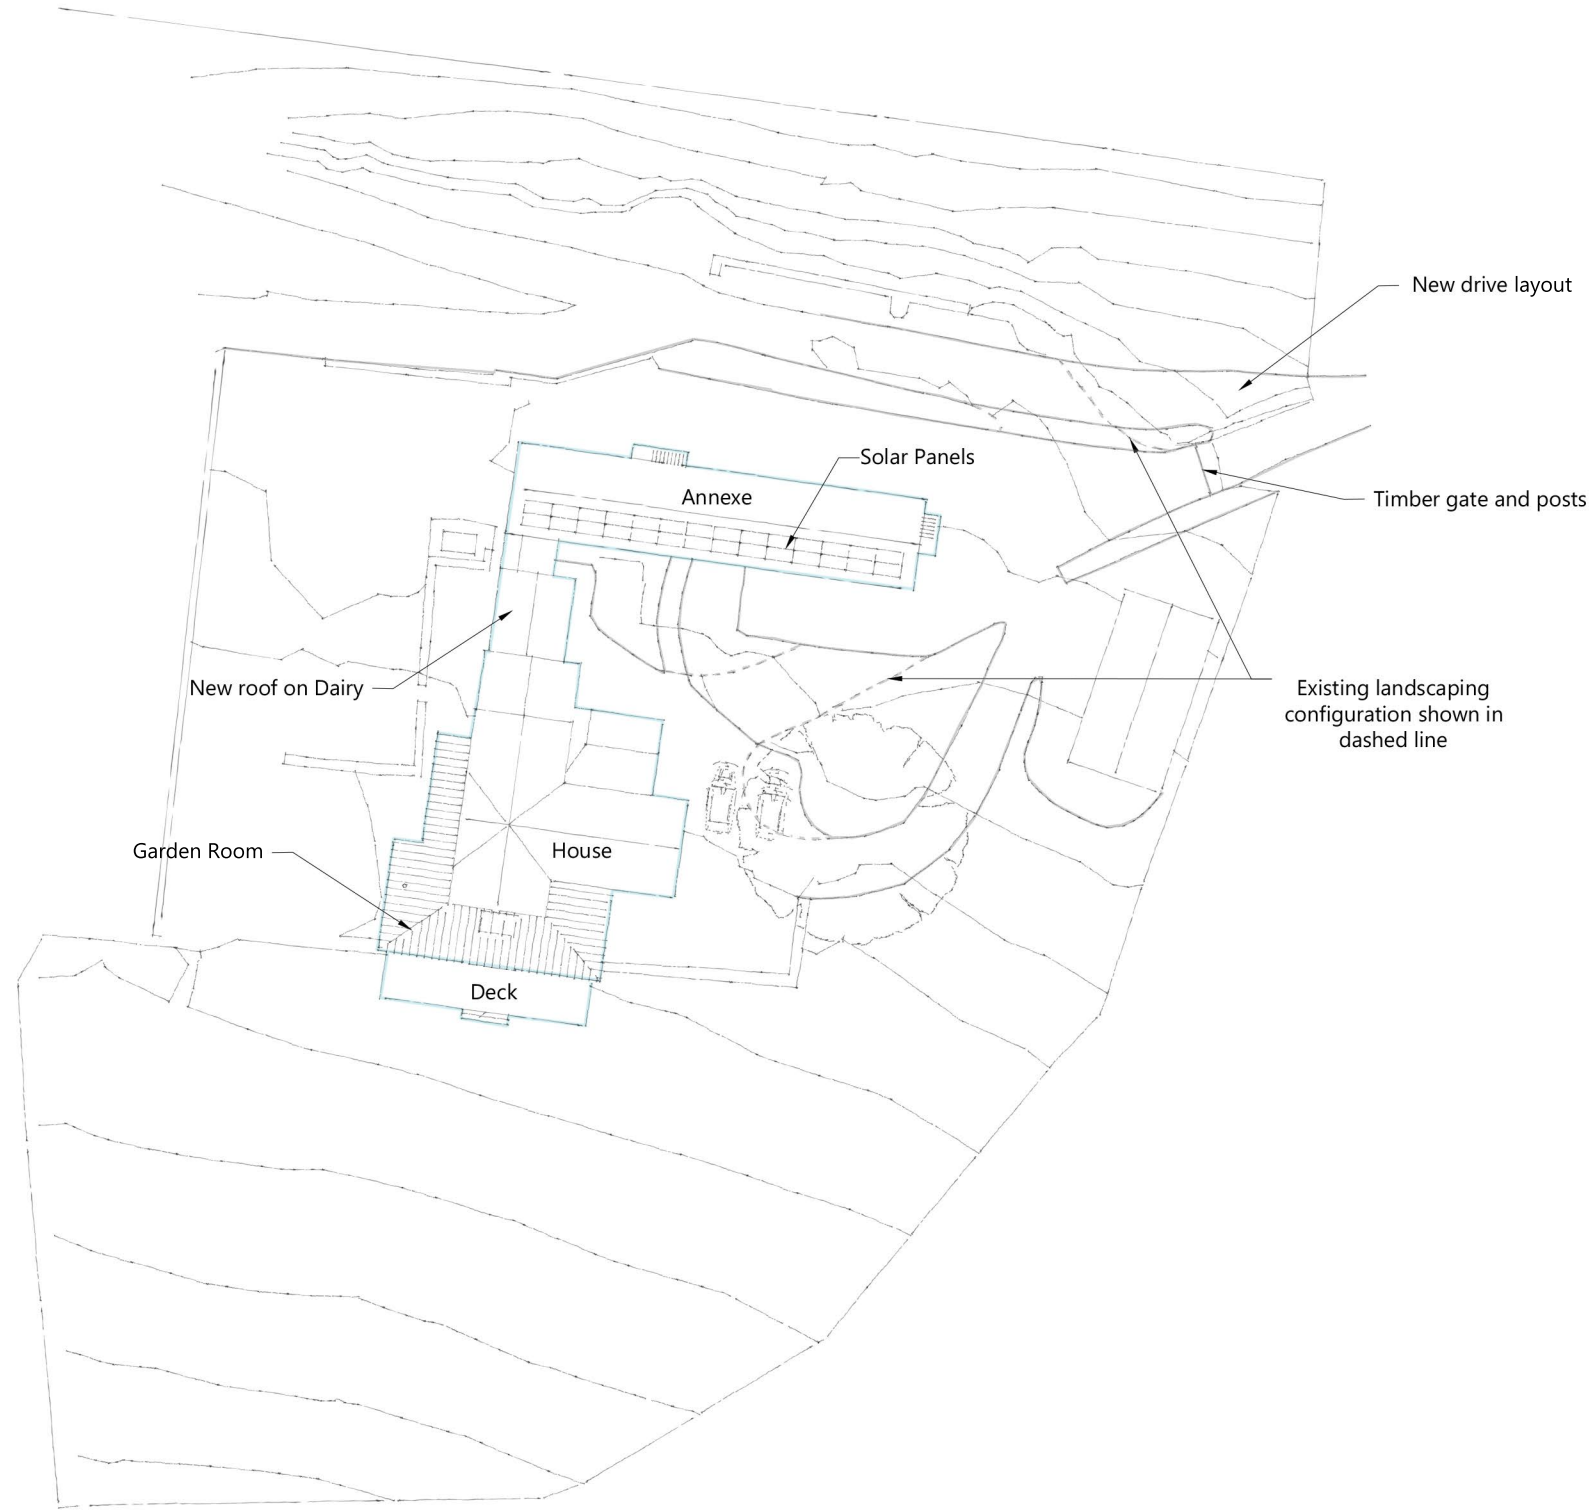 New drive layout
Solar Panels
Annexe
Timber gate and posts
New roof on Dairy
Existing landscaping
configuration shown in
dashed line
Garden Room
House
Deck